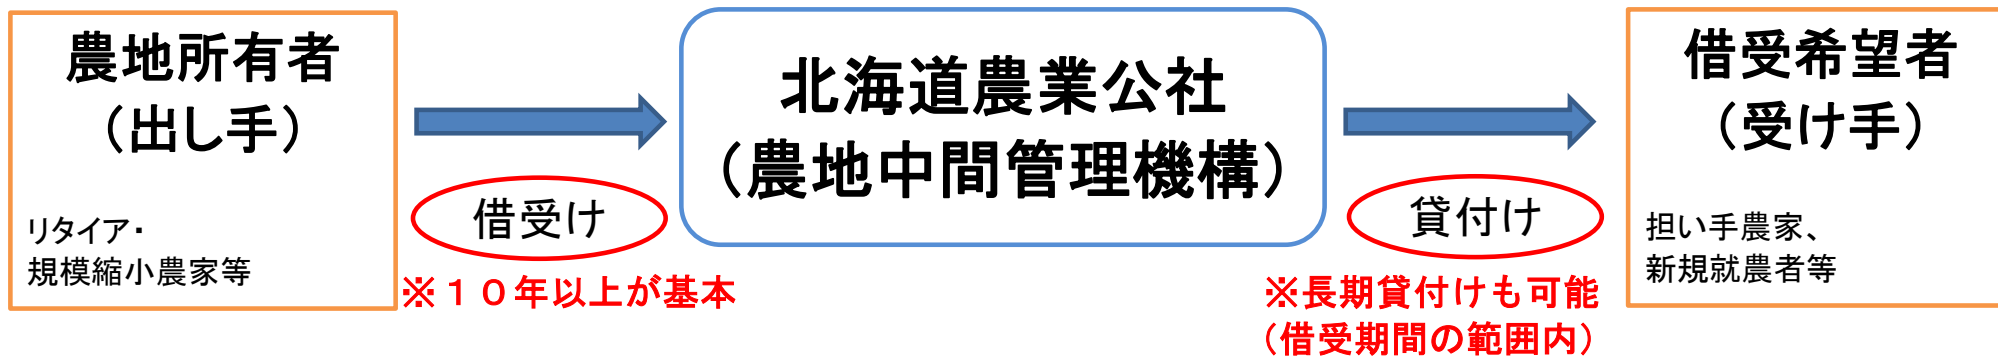 農地所有者
（出し手）
リタイア・
規模縮小農家等
借受け
※１０年以上が基本
北海道農業公社
（農地中間管理機構）
貸付け
※長期貸付けも可能
（借受期間の範囲内）
借受希望者
（受け手）
担い手農家、
新規就農者等